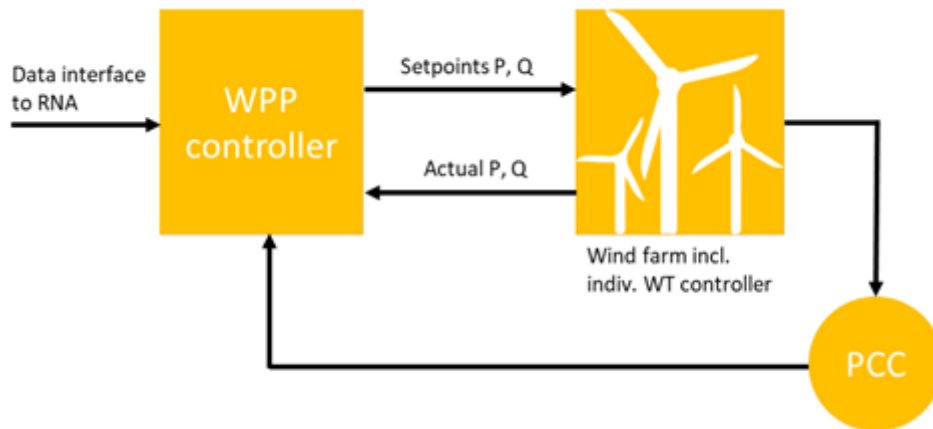 Data interface
to RNA
WPP
controller
Setpoints P, Q
Actual P, Q
Wind farm incl.
indiv. WT controller
PCC